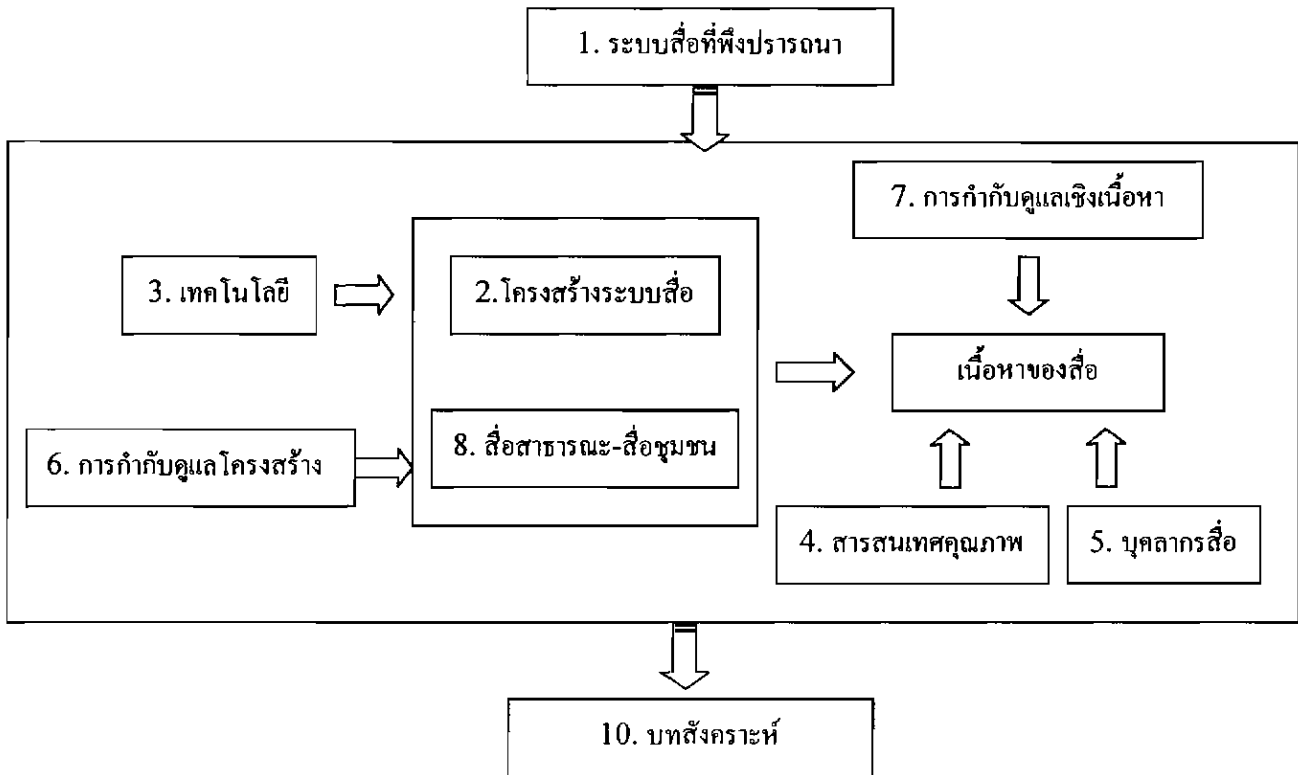 1. ระบบสื่อที่พึงปรารถนา
7. การกำกับดูแลเชิงเนื้อหา
3. เทคโนโลยี
2.โครงสร้างระบบสื่อ
เนื้อหาของสื่อ
8. สื่อสาธารณะ-สื่อชุมชน
6. การกำกับดูแลโครงสร้าง
4. สารสนเทศคุณภาพ
5. บุคลากรสื่อ
10. บทสังเคราะห์